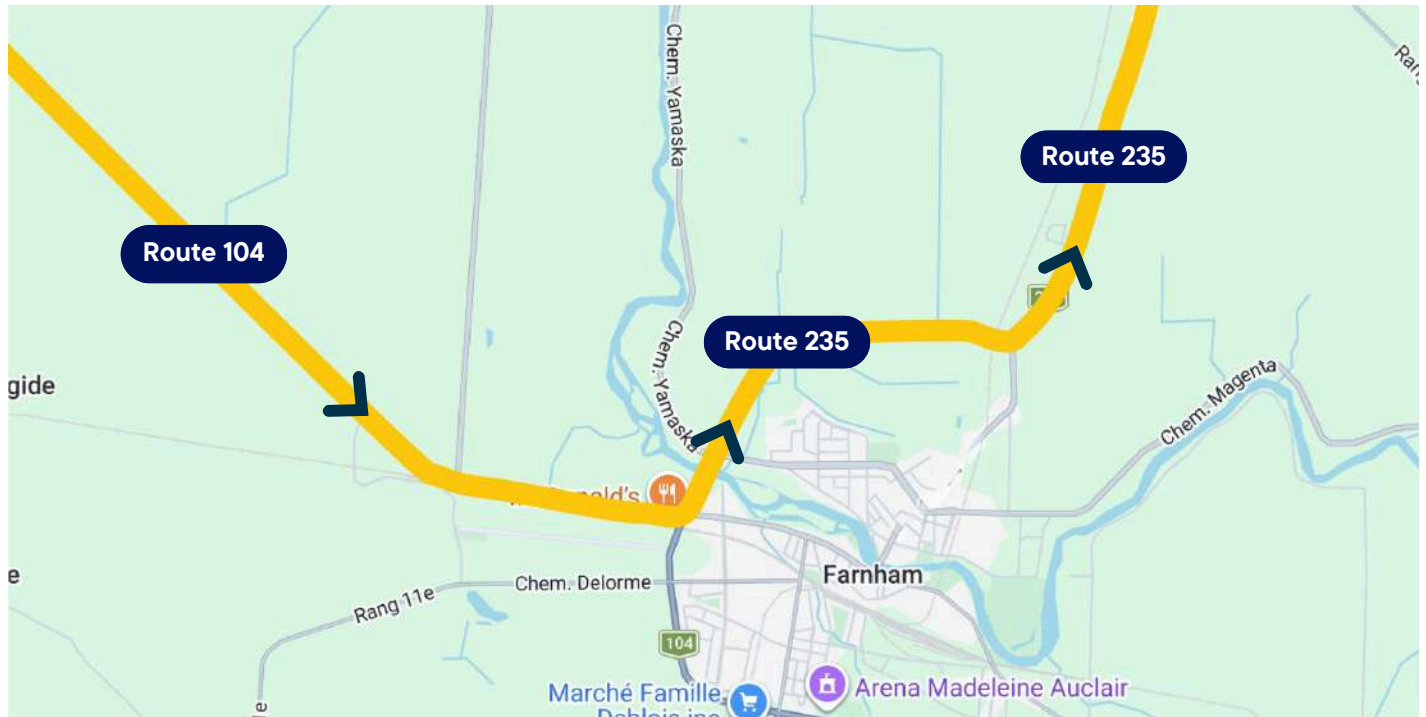 Chem. Yamaska
Route 235
Route 104
Route 235
Chem. Yamaska
gide
Chem. Magenta
Farnham
e
Chem. Delorme
Rang 11e
104
Arena Madeleine Auclair
Marché Famille